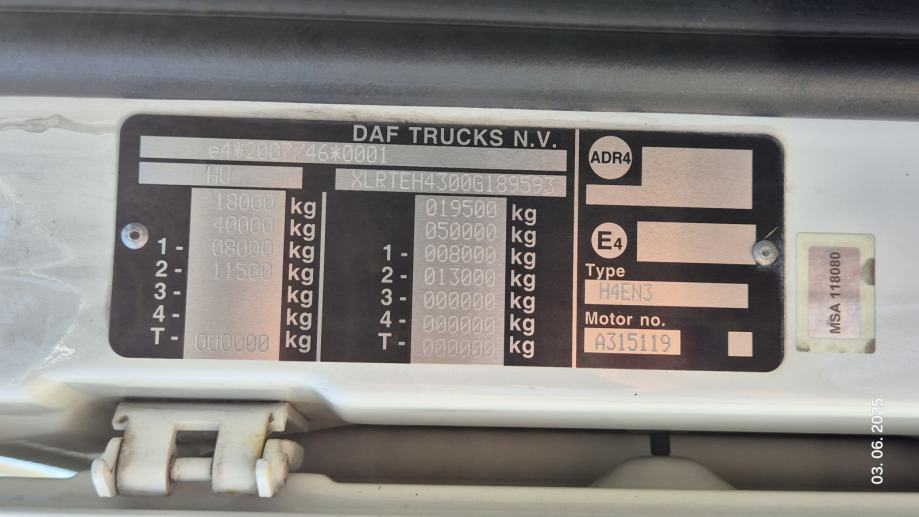 DAF TRUCKS N.V.
e4*2007/46*0001
HU XLRTEH4300G189593
18000 kg 019500 kg
40000 kg 050000 kg
1 - 08000 kg 1 - 008000 kg
2 - 11500 kg 2 - 013000 kg
3 - kg 3 - 000000 kg
4 - kg 4 - 000000 kg
T - 000000 kg T - 000000 kg
ADR4
E4
Type
H4EN3
Motor no.
A315119
MSA 118080
03.06.2025.